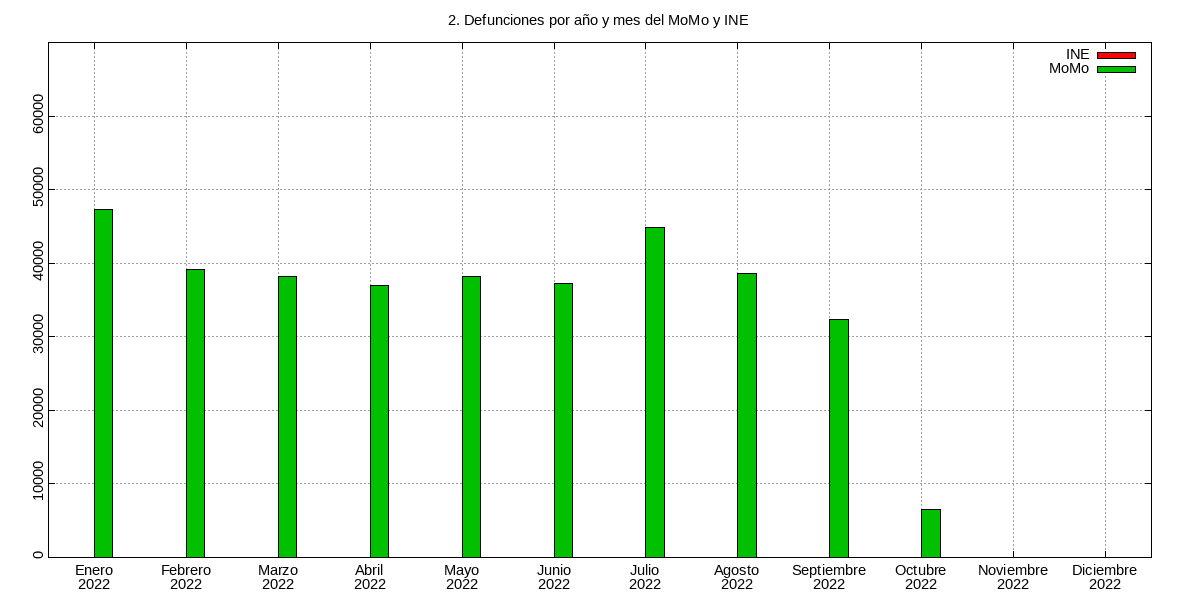 2. Defunciones por año y mes del MoMo y INE
INE
MoMo
60000
50000
40000
30000
20000
10000
0
Enero
2022
Febrero
2022
Marzo
2022
Abril
2022
Mayo
2022
Junio
2022
Julio
2022
Agosto
2022
Septiembre
2022
Octubre
2022
Noviembre
2022
Diciembre
2022